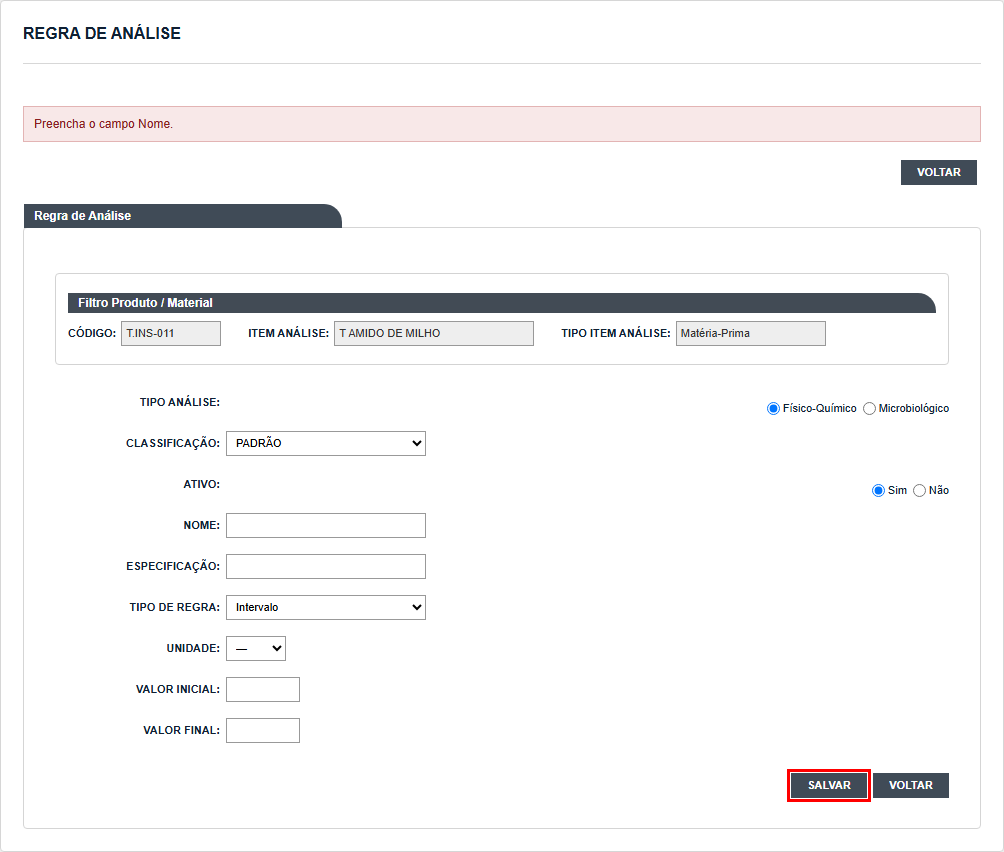 REGRA DE ANÁLISE
Preencha o campo Nome.
VOLTAR
Regra de Análise
Filtro Produto / Material
CÓDIGO: T.INS-011 ITEM ANÁLISE: T AMIDO DE MILHO TIPO ITEM ANÁLISE: Matéria-Prima
TIPO ANÁLISE: Físico-Químico Microbiológico
CLASSIFICAÇÃO: PADRÃO
ATIVO: Sim Não
NOME:
ESPECIFICAÇÃO:
TIPO DE REGRA: Intervalo
UNIDADE: —
VALOR INICIAL:
VALOR FINAL:
SALVAR VOLTAR